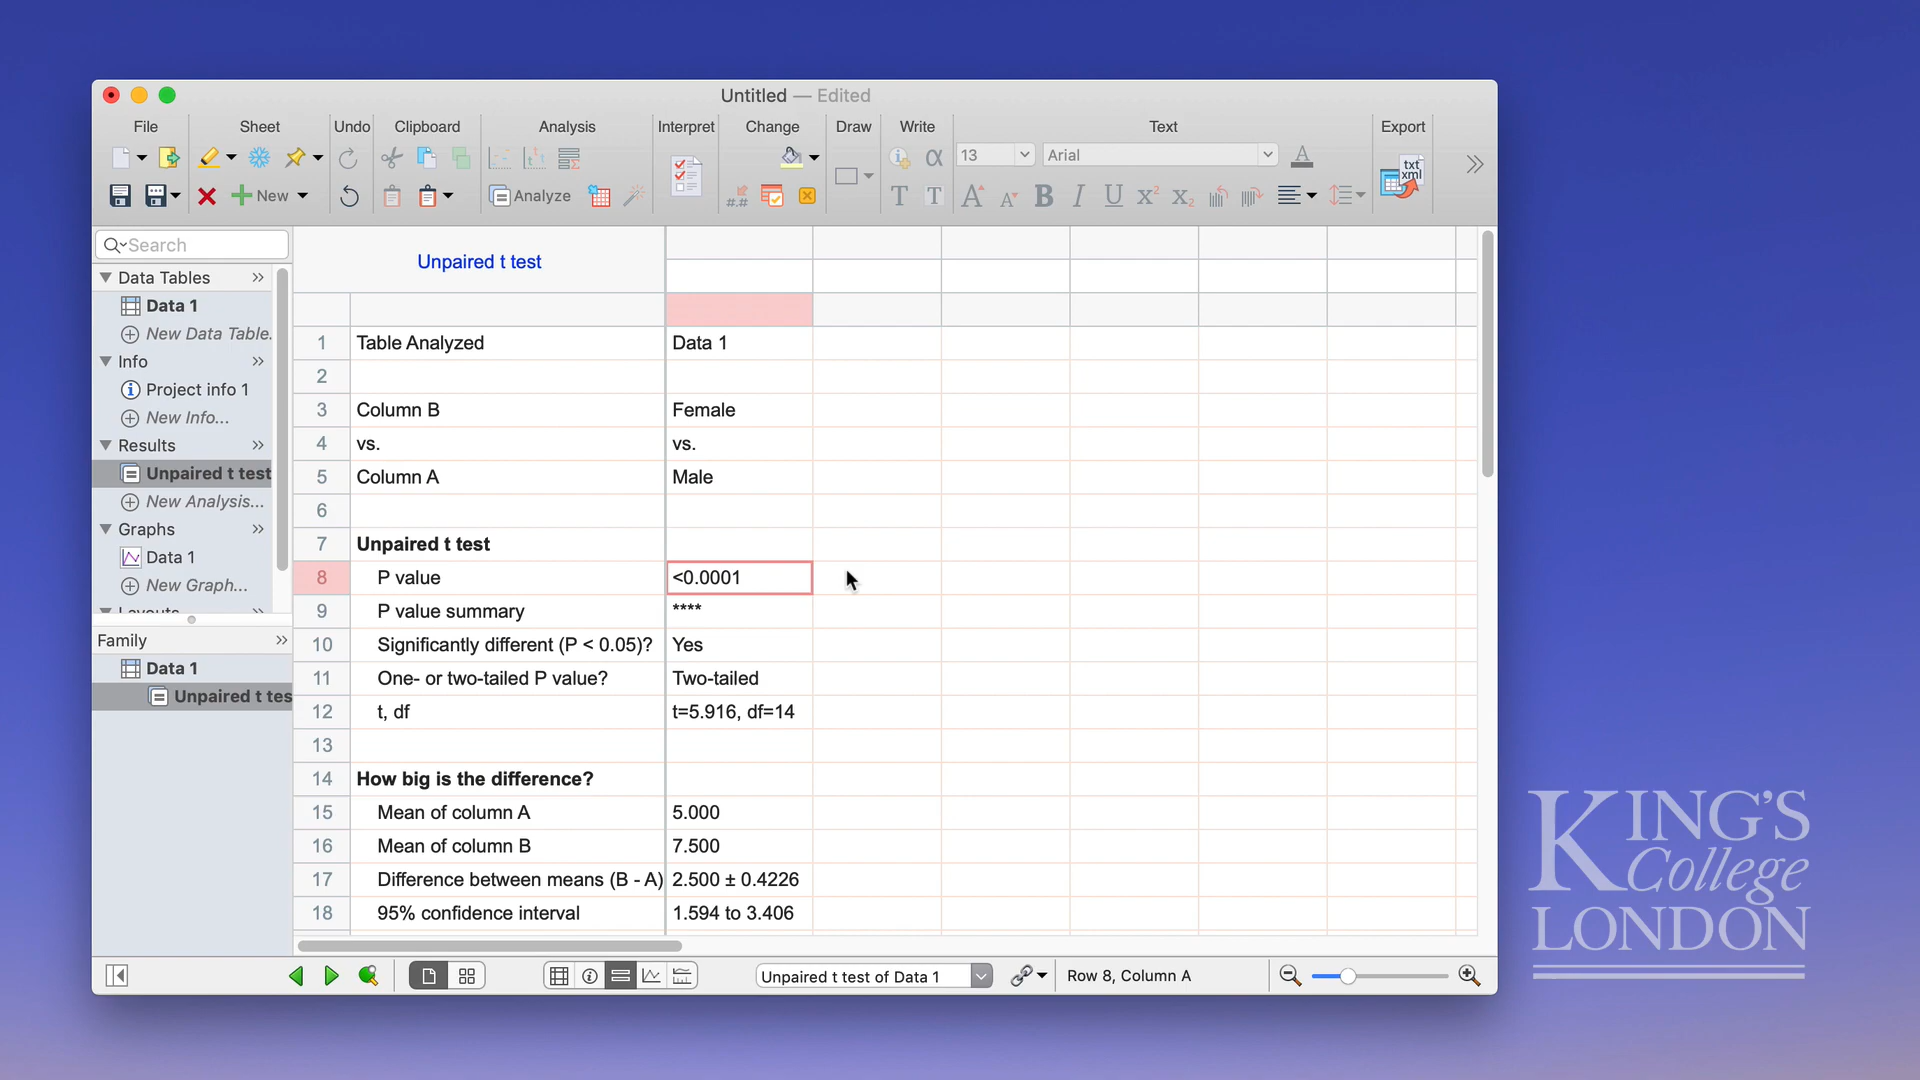 Untitled — Edited
File Sheet Undo Clipboard Analysis Interpret Change Draw Write Text Export
α 13 Arial txt
xml
New Analyze #.# T T A A B I U X² X₂
Search
Data Tables
Data 1
New Data Table.
Info
Project info 1
New Info...
Results
Unpaired t test
New Analysis...
Graphs
Data 1
New Graph...
Layouts
Family
Data 1
Unpaired t tes
Unpaired t test
1 Table Analyzed Data 1
2
3 Column B Female
4 vs. vs.
5 Column A Male
6
7 Unpaired t test
8 P value <0.0001
9 P value summary ****
10 Significantly different (P < 0.05)? Yes
11 One- or two-tailed P value? Two-tailed
12 t, df t=5.916, df=14
13
14 How big is the difference?
15 Mean of column A 5.000
16 Mean of column B 7.500
17 Difference between means (B - A) 2.500 ± 0.4226
18 95% confidence interval 1.594 to 3.406
Unpaired t test of Data 1 Row 8, Column A
KING'S
College
LONDON